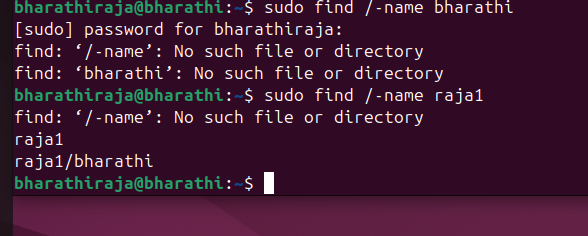 bharathiraja@bharathi:~$ sudo find /-name bharathi
[sudo] password for bharathiraja:
find: ‘/-name’: No such file or directory
find: ‘bharathi’: No such file or directory
bharathiraja@bharathi:~$ sudo find /-name raja1
find: ‘/-name’: No such file or directory
raja1
raja1/bharathi
bharathiraja@bharathi:~$